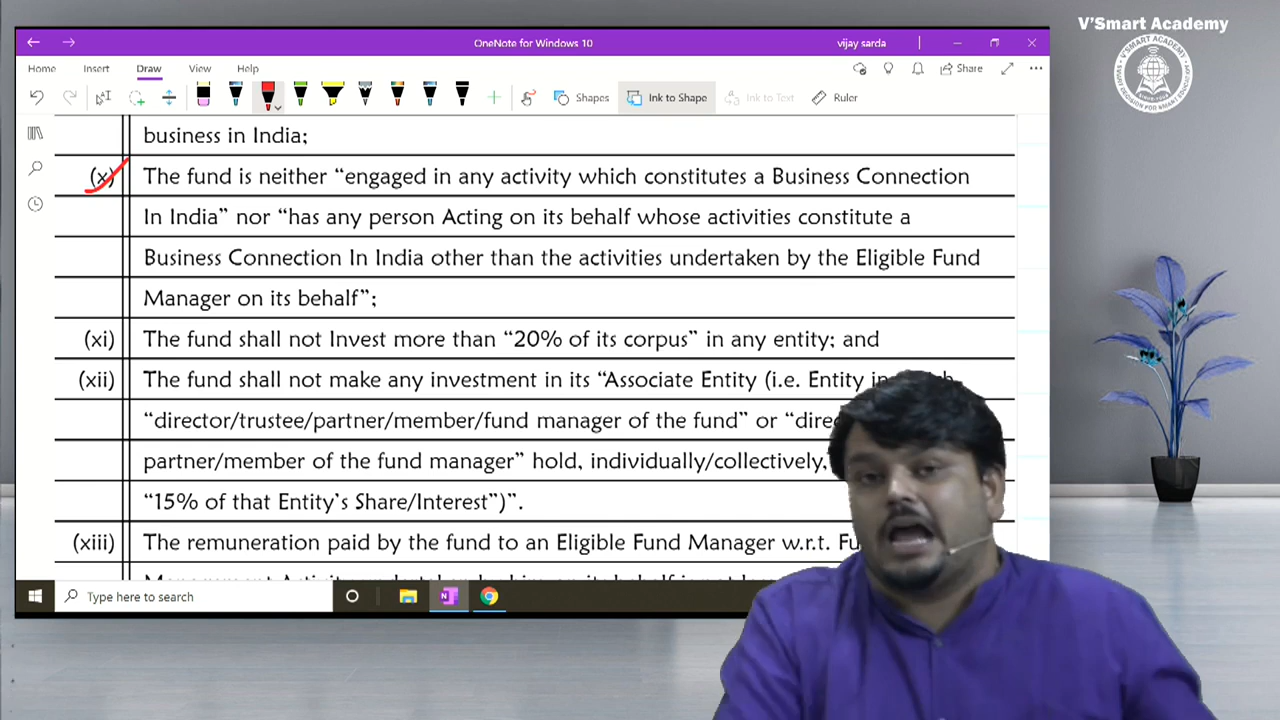 V'Smart Academy
OneNote for Windows 10
vijay sarda
Home
Insert
Draw
View
Help
Share
Shapes
Ink to Shape
Ink to Text
Ruler
business in India;
(x) The fund is neither “engaged in any activity which constitutes a Business Connection
In India” nor “has any person Acting on its behalf whose activities constitute a
Business Connection In India other than the activities undertaken by the Eligible Fund
Manager on its behalf”;
(xi) The fund shall not Invest more than “20% of its corpus” in any entity; and
(xii) The fund shall not make any investment in its “Associate Entity (i.e. Entity in
“director/trustee/partner/member/fund manager of the fund” or
partner/member of the fund manager” hold, individually/collectively,
“15% of that Entity's Share/Interest”)”.
(xiii) The remuneration paid by the fund to an Eligible Fund Manager w.r.t.
Type here to search